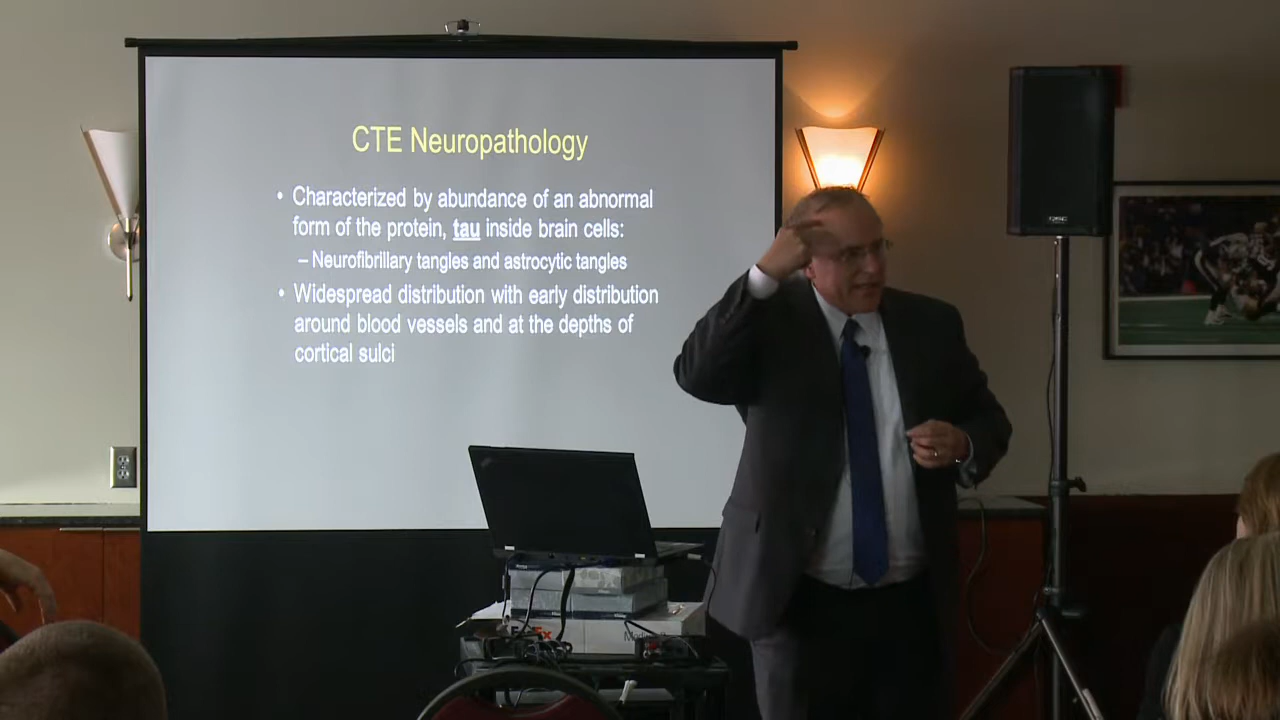 CTE Neuropathology
• Characterized by abundance of an abnormal
form of the protein, tau inside brain cells:
– Neurofibrillary tangles and astrocytic tangles
• Widespread distribution with early distribution
around blood vessels and at the depths of
cortical sulci
FedEx